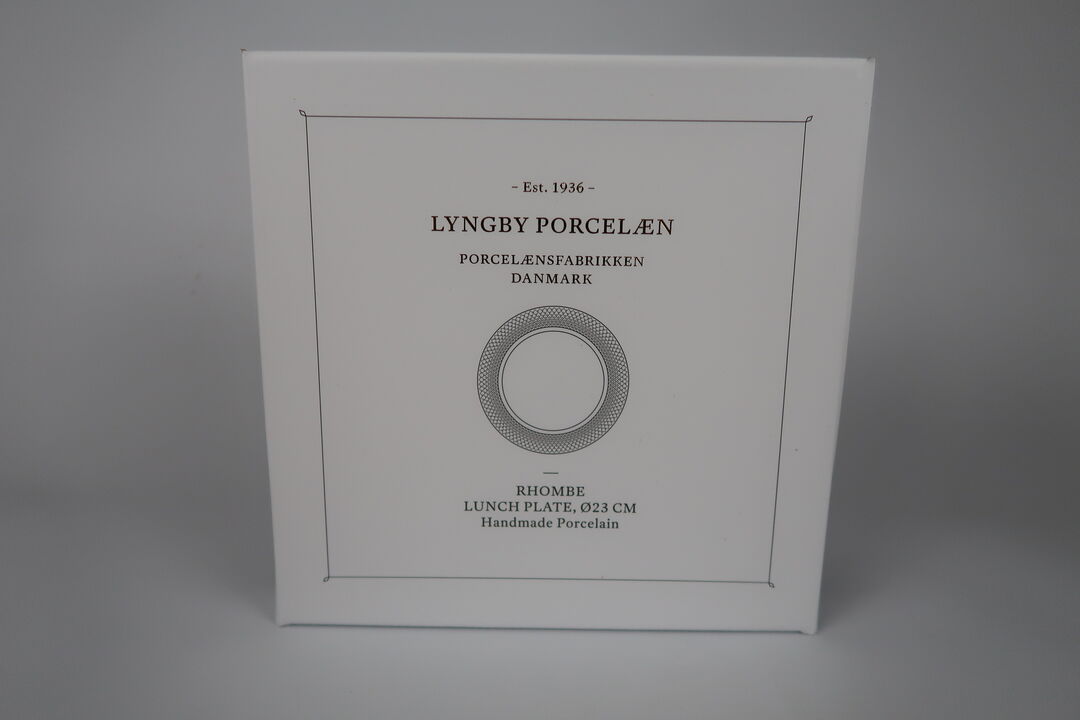 – Est. 1936 –
LYNGBY PORCELÆN
PORCELÆNSFABRIKKEN
DANMARK
—
RHOMBE
LUNCH PLATE, Ø23 CM
Handmade Porcelain